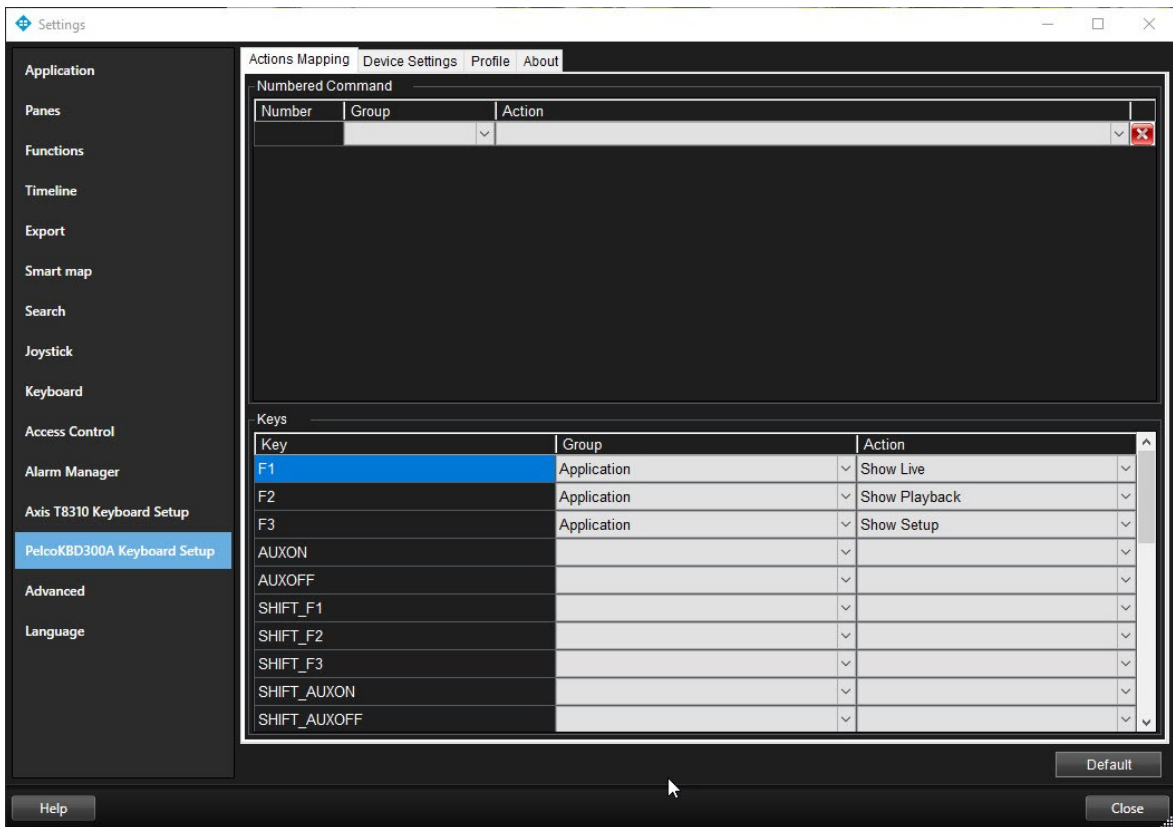 Settings
Application
Panes
Functions
Timeline
Export
Smart map
Search
Joystick
Keyboard
Access Control
Alarm Manager
Axis T8310 Keyboard Setup
PelcoKBD300A Keyboard Setup
Advanced
Language
Actions Mapping Device Settings Profile About
Numbered Command
Number Group Action
Keys
Key Group Action
F1 Application Show Live
F2 Application Show Playback
F3 Application Show Setup
AUXON
AUXOFF
SHIFT_F1
SHIFT_F2
SHIFT_F3
SHIFT_AUXON
SHIFT_AUXOFF
Default
Help Close